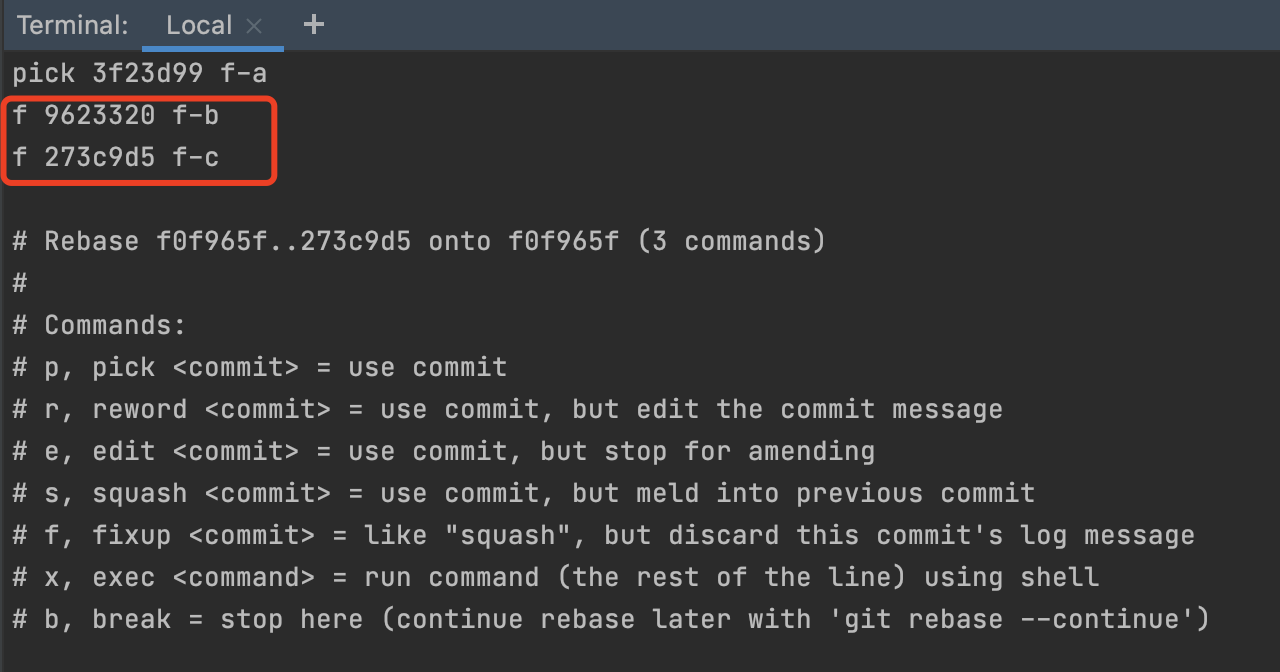 Terminal: Local × +
pick 3f23d99 f-a
f 9623320 f-b
f 273c9d5 f-c
# Rebase f0f965f..273c9d5 onto f0f965f (3 commands)
#
# Commands:
# p, pick <commit> = use commit
# r, reword <commit> = use commit, but edit the commit message
# e, edit <commit> = use commit, but stop for amending
# s, squash <commit> = use commit, but meld into previous commit
# f, fixup <commit> = like "squash", but discard this commit's log message
# x, exec <command> = run command (the rest of the line) using shell
# b, break = stop here (continue rebase later with 'git rebase --continue')